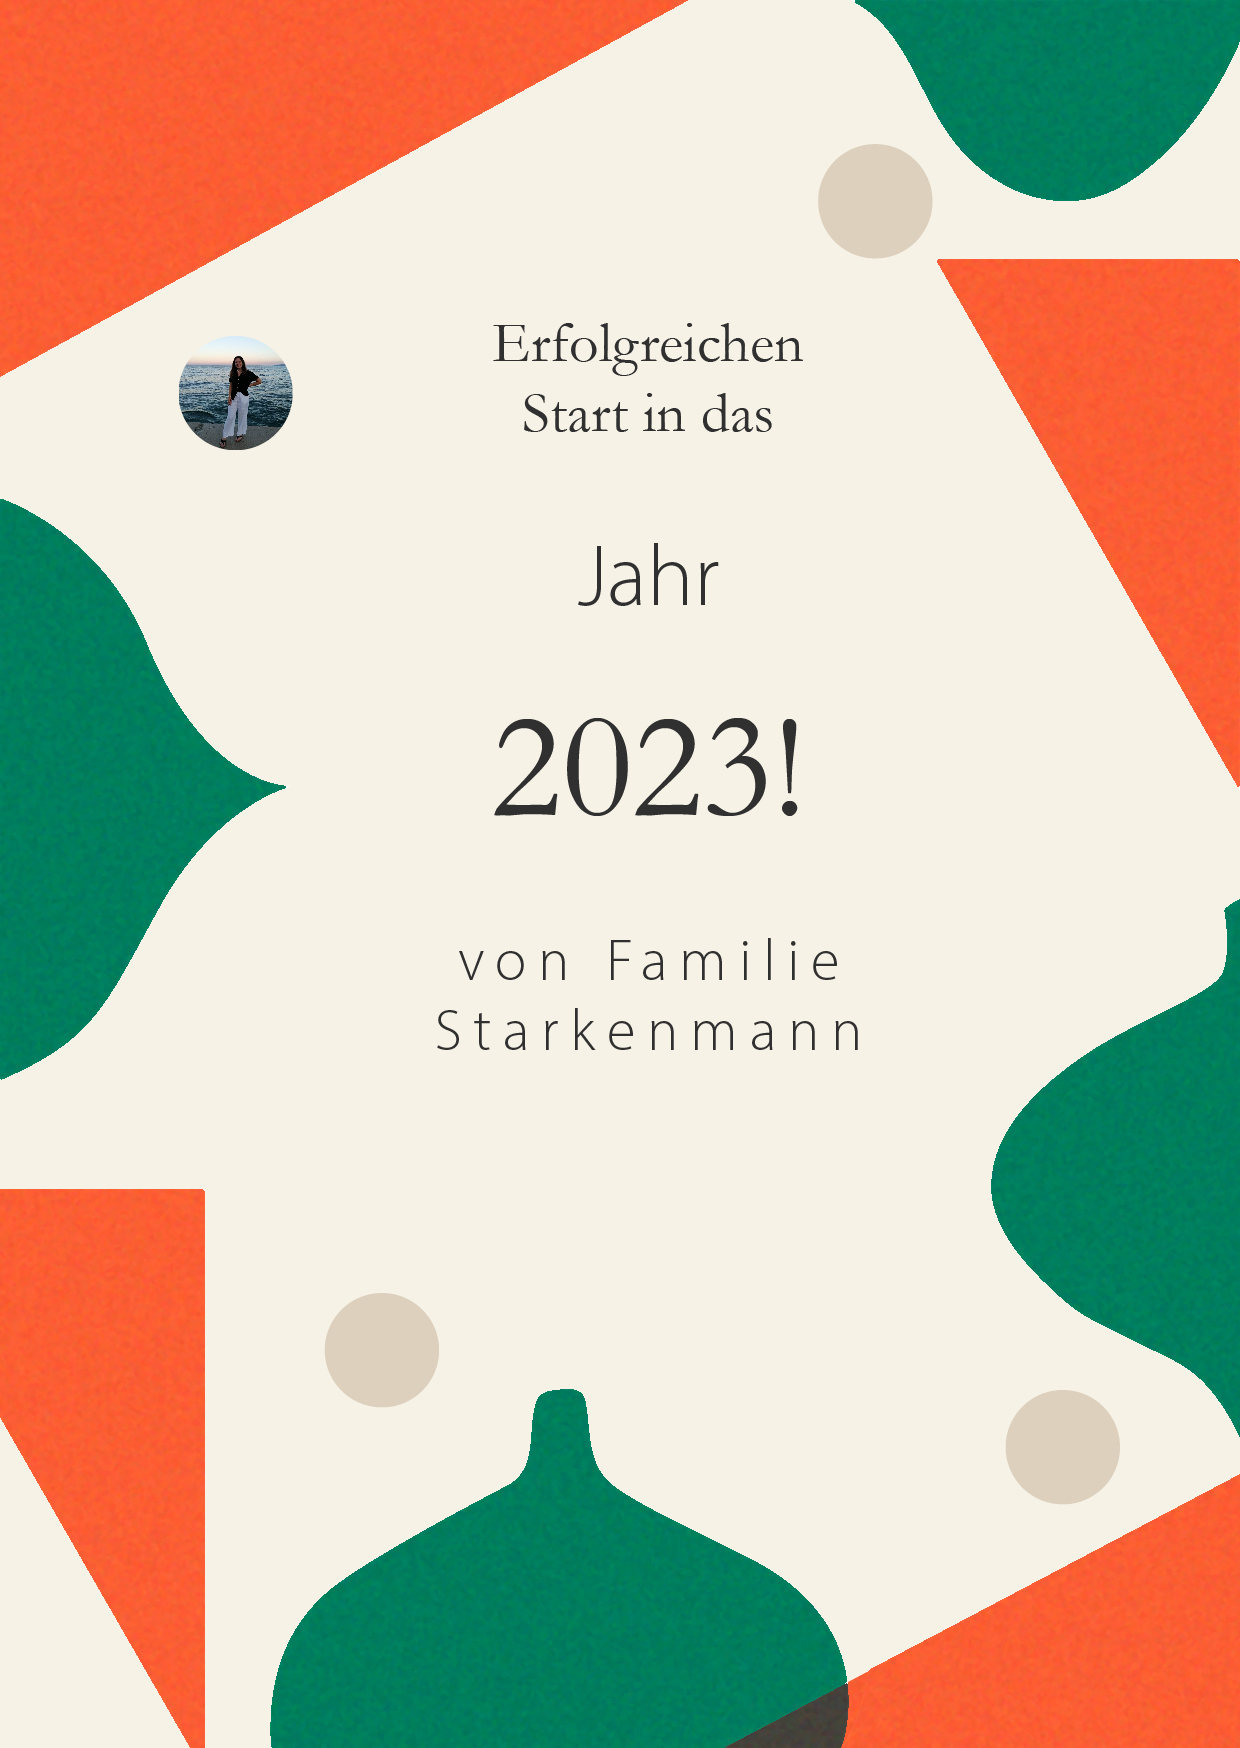 Erfolgreichen
Start in das
Jahr
2023!
von Familie
Starkenmann